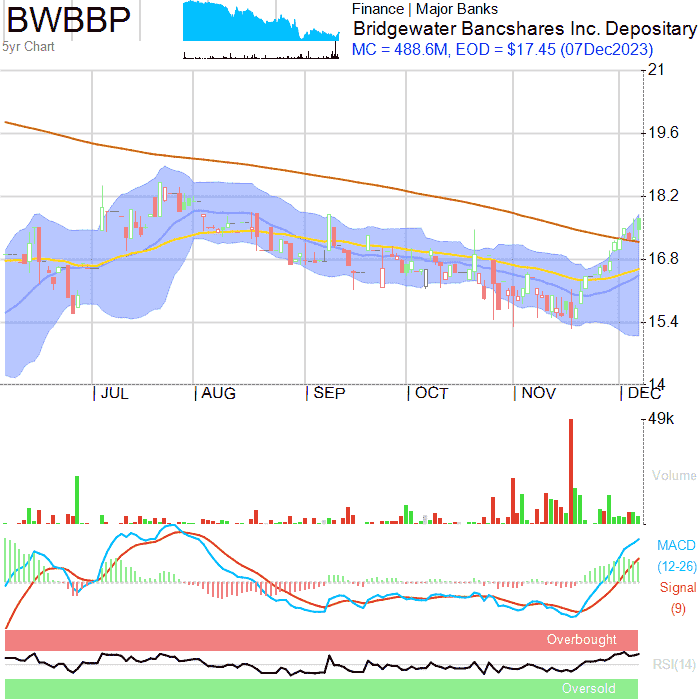 BWBBP
5yr Chart
Finance | Major Banks
Bridgewater Bancshares Inc. Depositary
MC = 488.6M, EOD = $17.45 (07Dec2023)
21
19.6
18.2
16.8
15.4
14
JUL AUG SEP OCT NOV DEC
49k
Volume
MACD
(12-26)
Signal
(9)
Overbought
RSI(14)
Oversold